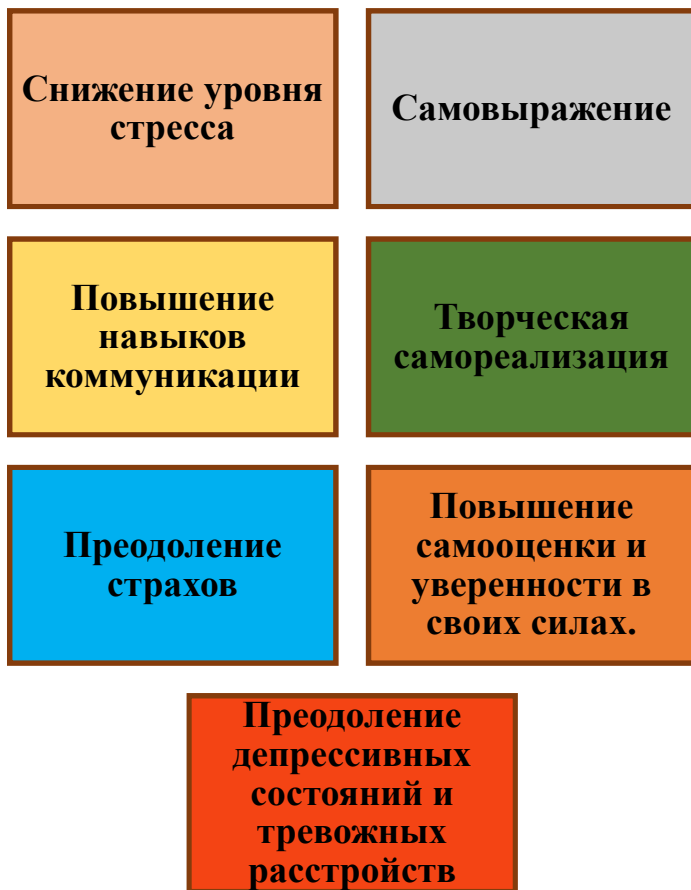 Снижение уровня
стресса
Самовыражение
Повышение
навыков
коммуникации
Творческая
самореализация
Преодоление
страхов
Повышение
самооценки и
уверенности в
своих силах.
Преодоление
депрессивных
состояний и
тревожных
расстройств